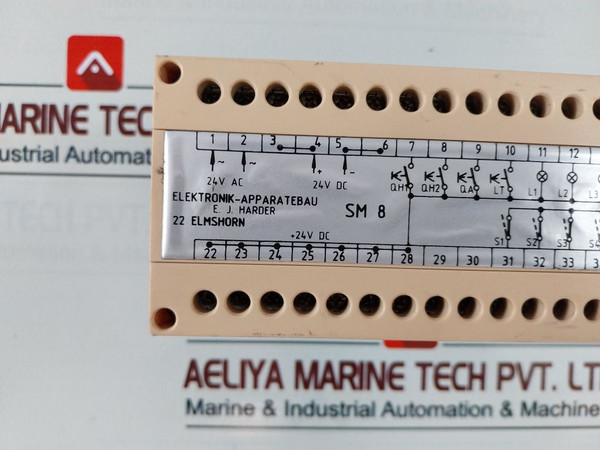 ARINE TEC
ustrial Automat
1 2 3 4 5 6 7 8 9 10 11 12
~ ~ + -
24V AC 24V DC QH1 QH2 QA LT L1 L2 L3
ELEKTRONIK-APPARATEBAU
E. J. HARDER
22 ELMSHORN
SM 8
+24V DC
S1 S2 S3 S4
22 23 24 25 26 27 28 29 30 31 32 33
AELIYA MARINE TECH PVT. LT
Marine & Industrial Automation & Machine